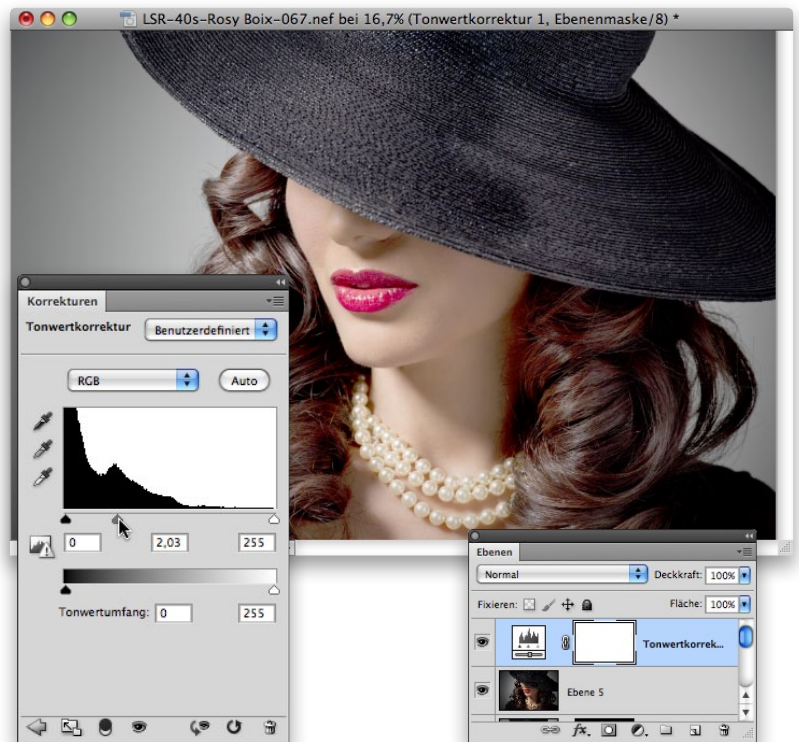 LSR-40s-Rosy Boix-067.nef bei 16,7% (Tonwertkorrektur 1, Ebenenmaske/8) *
Korrekturen
Tonwertkorrektur Benutzerdefiniert
RGB Auto
0 2,03 255
Tonwertumfang: 0 255
Ebenen
Normal Deckkraft: 100%
Fixieren: Fläche: 100%
Tonwertkorrek...
Ebene 5
fx.